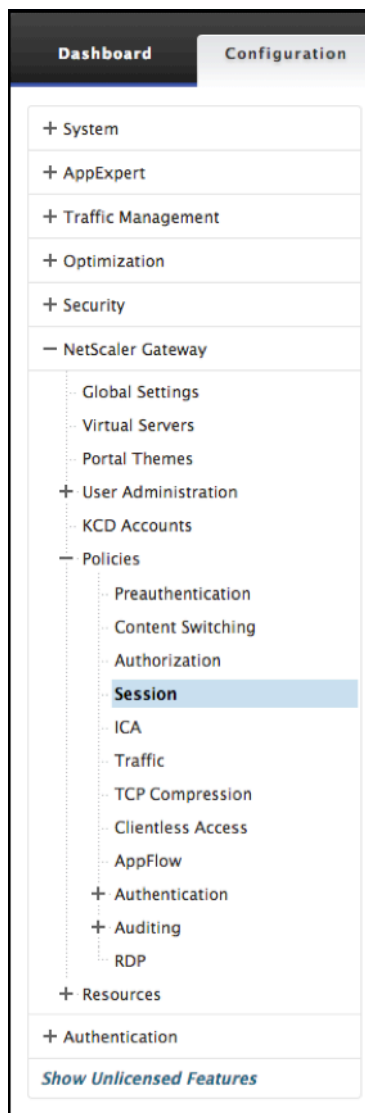 Dashboard Configuration
System
AppExpert
Traffic Management
Optimization
Security
NetScaler Gateway
Global Settings
Virtual Servers
Portal Themes
User Administration
KCD Accounts
Policies
Preauthentication
Content Switching
Authorization
Session
ICA
Traffic
TCP Compression
Clientless Access
AppFlow
Authentication
Auditing
RDP
Resources
Authentication
Show Unlicensed Features